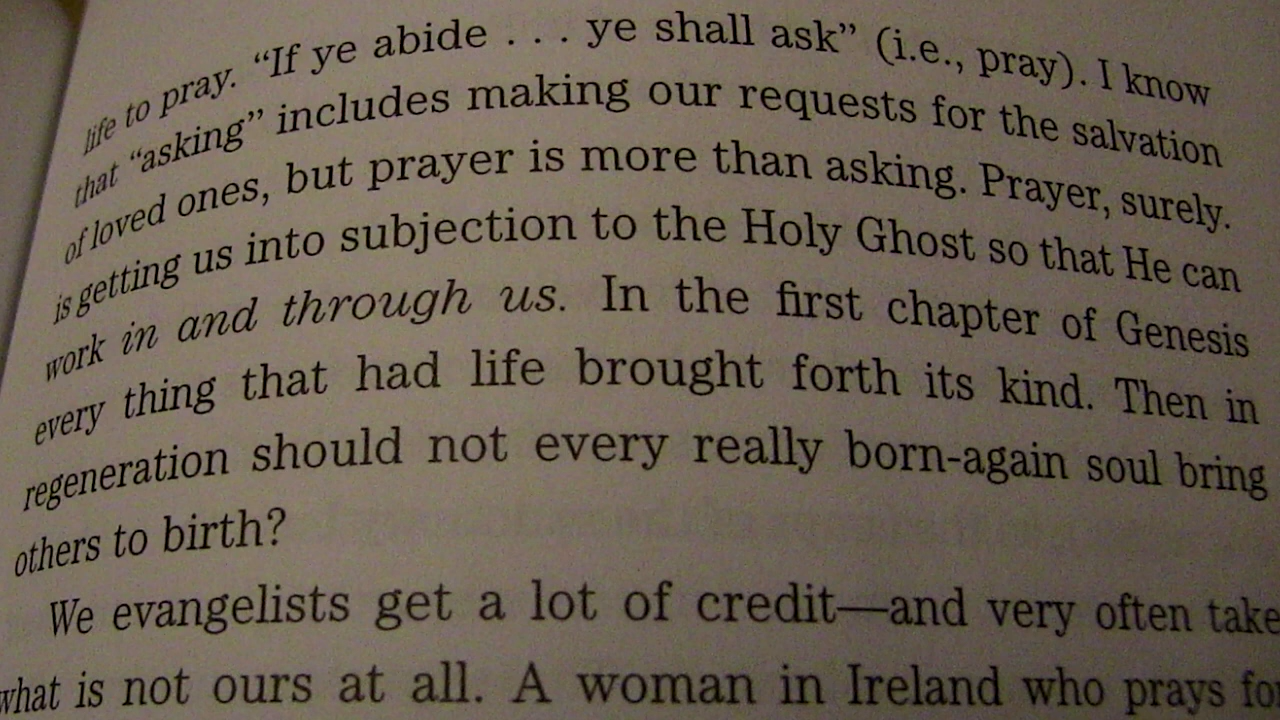 life to pray. “If ye abide . . . ye shall ask” (i.e., pray). I know
that “asking” includes making our requests for the salvation
of loved ones, but prayer is more than asking. Prayer, surely.
is getting us into subjection to the Holy Ghost so that He can
work in and through us. In the first chapter of Genesis
every thing that had life brought forth its kind. Then in
regeneration should not every really born-again soul bring
others to birth?
We evangelists get a lot of credit—and very often take
what is not ours at all. A woman in Ireland who prays for